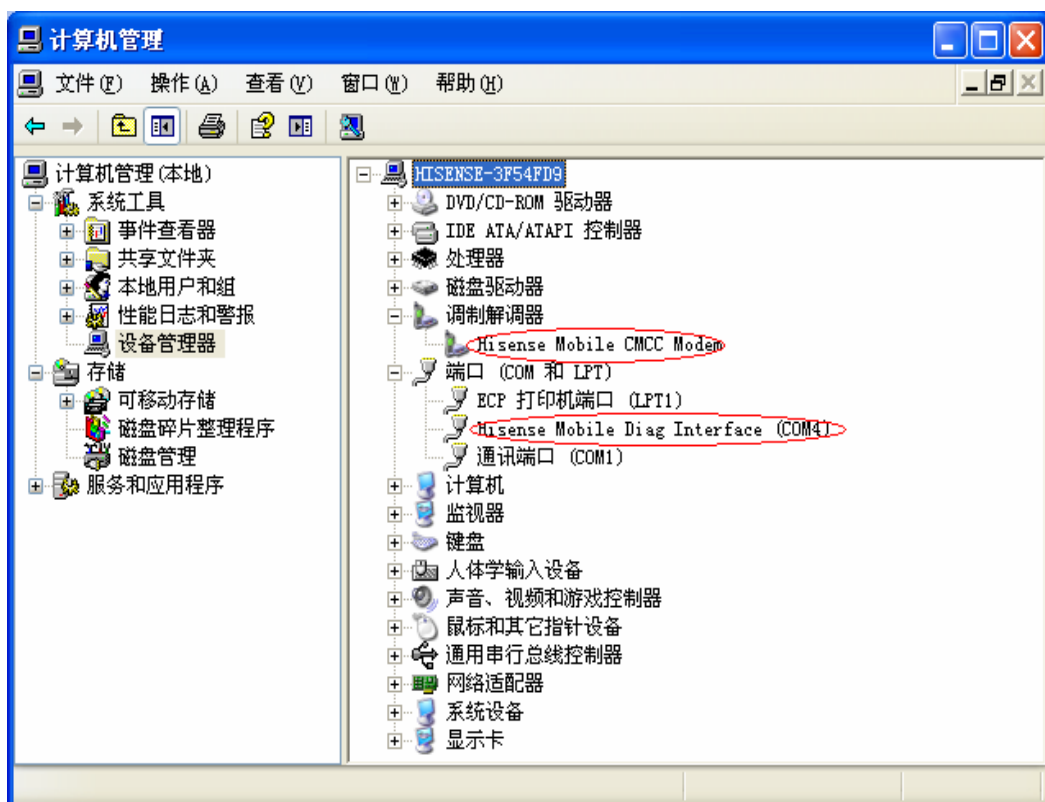 计算机管理
文件(F) 操作(A) 查看(V) 窗口(W) 帮助(H)
计算机管理(本地)
系统工具
事件查看器
共享文件夹
本地用户和组
性能日志和警报
设备管理器
存储
可移动存储
磁盘碎片整理程序
磁盘管理
服务和应用程序
HISENSE-3F54FD9
DVD/CD-ROM 驱动器
IDE ATA/ATAPI 控制器
处理器
磁盘驱动器
调制解调器
Hisense Mobile CMCC Modem
端口 (COM 和 LPT)
ECP 打印机端口 (LPT1)
Hisense Mobile Diag Interface (COM4)
通讯端口 (COM1)
计算机
监视器
键盘
人体学输入设备
声音、视频和游戏控制器
鼠标和其它指针设备
通用串行总线控制器
网络适配器
系统设备
显示卡